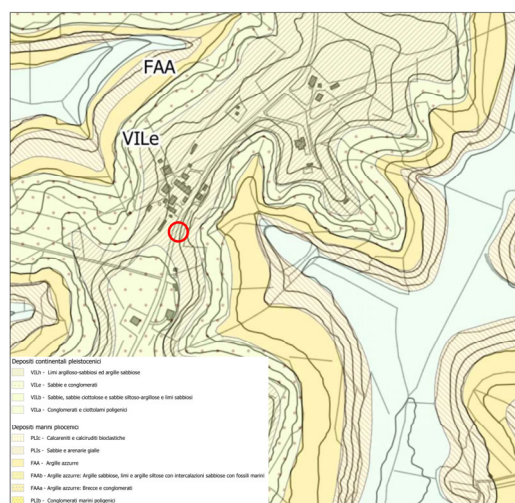 FAA
VILe
Depositi continentali pleistocenici
VILh - Limi argilloso-sabbiosi ed argille sabbiose
VILe - Sabbie e conglomerati
VILb - Sabbie, sabbie ciottolose e sabbie siltoso-argillose e limi sabbiosi
VILa - Conglomerati e ciottolami poligenici
Depositi marini pliocenici
PLIc - Calcareniti e calciruditi bioclastiche
PLIs - Sabbie e arenarie gialle
FAA - Argille azzurre
FAAb - Argille azzurre: Argille sabbiose, limi e argille siltose con intercalazioni sabbiose con fossili marini
FAAa - Argille azzurre: Brecce e conglomerati
PLIb - Conglomerati marini poligenici